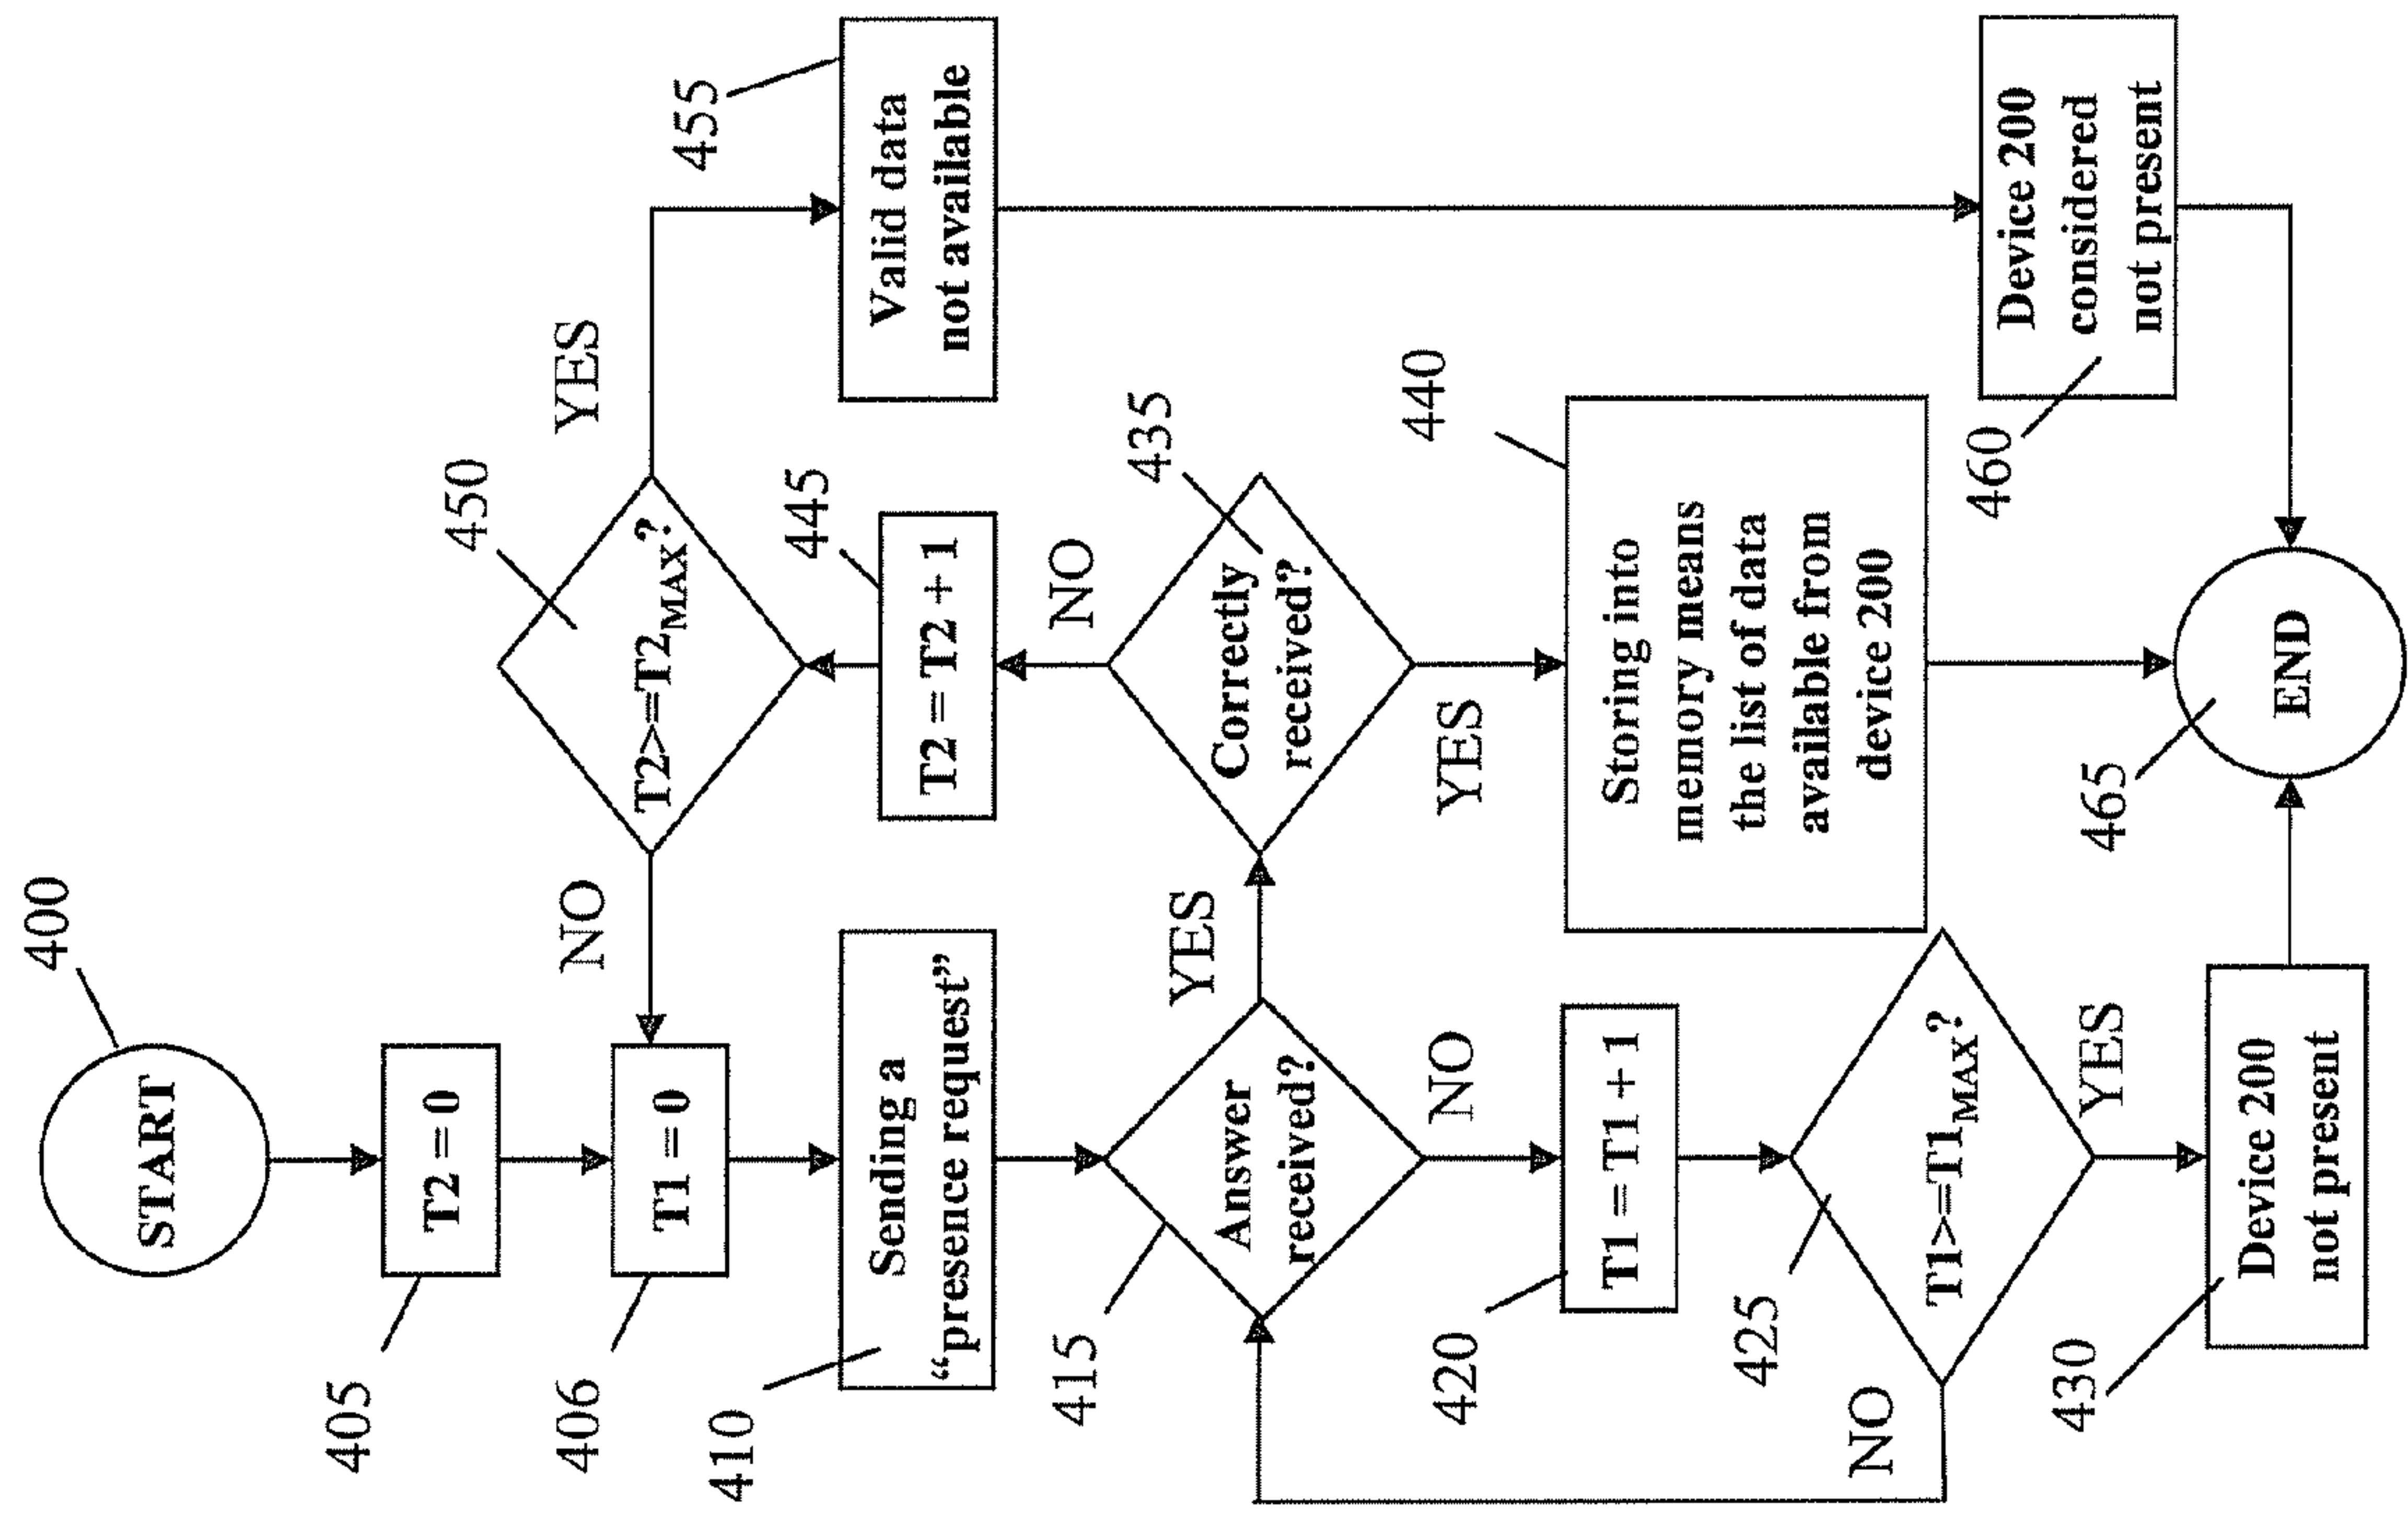 400
START
405
T2 = 0
406
T1 = 0
410
Sending a
“presence request”
415
Answer
received?
YES
NO
420
T1 = T1 + 1
425
T1>=T1MAX?
NO
YES
430
Device 200
not present
435
Correctly
received?
NO
YES
440
Storing into
memory means
the list of data
available from
device 200
445
T2 = T2 + 1
450
T2>=T2MAX?
NO
YES
455
Valid data
not available
460
Device 200
considered
not present
465
END